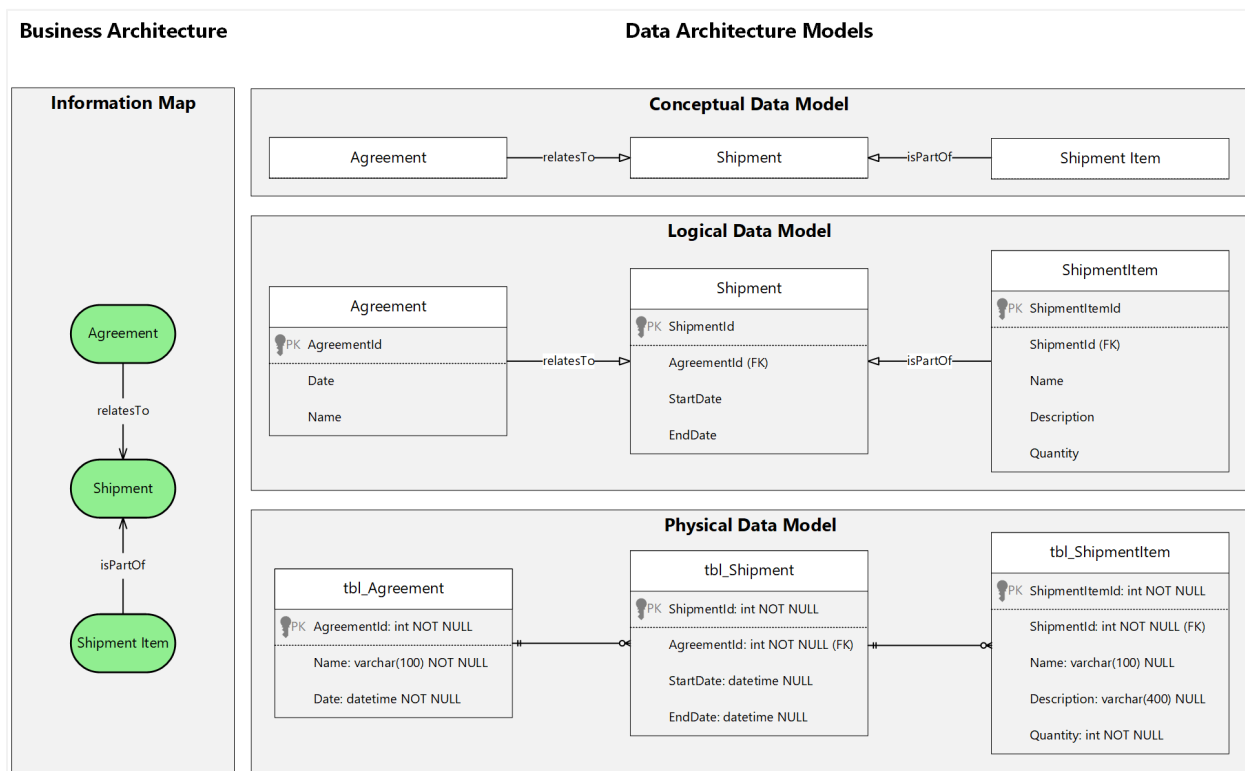 Business Architecture
Data Architecture Models
Information Map
Agreement
relatesTo
Shipment
isPartOf
Shipment Item
Conceptual Data Model
Agreement
relatesTo
Shipment
isPartOf
Shipment Item
Logical Data Model
Agreement
PK AgreementId
Date
Name
relatesTo
Shipment
PK ShipmentId
AgreementId (FK)
StartDate
EndDate
isPartOf
ShipmentItem
PK ShipmentItemId
ShipmentId (FK)
Name
Description
Quantity
Physical Data Model
tbl_Agreement
PK AgreementId: int NOT NULL
Name: varchar(100) NOT NULL
Date: datetime NOT NULL
tbl_Shipment
PK ShipmentId: int NOT NULL
AgreementId: int NOT NULL (FK)
StartDate: datetime NULL
EndDate: datetime NULL
tbl_ShipmentItem
PK ShipmentItemId: int NOT NULL
ShipmentId: int NOT NULL (FK)
Name: varchar(100) NULL
Description: varchar(400) NULL
Quantity: int NOT NULL